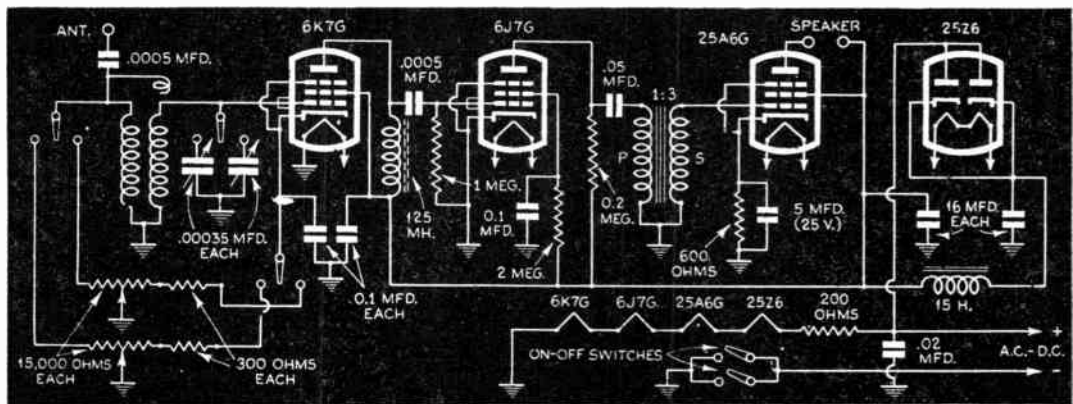 ANT.
.0005 MFD.
6K7G
.0005
MFD.
6J7G
.05
MFD.
1:3
25A6G
SPEAKER
25Z6
P
S
1 MEG.
0.1
MFD.
125
MH.
0.2
MEG.
2 MEG.
5 MFD.
(25 V.)
600
OHMS
16 MFD.
EACH
.00035 MFD.
EACH
0.1 MFD.
EACH
15 H.
15,000 OHMS
EACH
300 OHMS
EACH
6K7G
6J7G
25A6G
25Z6
200
OHMS
ON-OFF SWITCHES
.02
MFD.
+
A.C.-D.C.
-